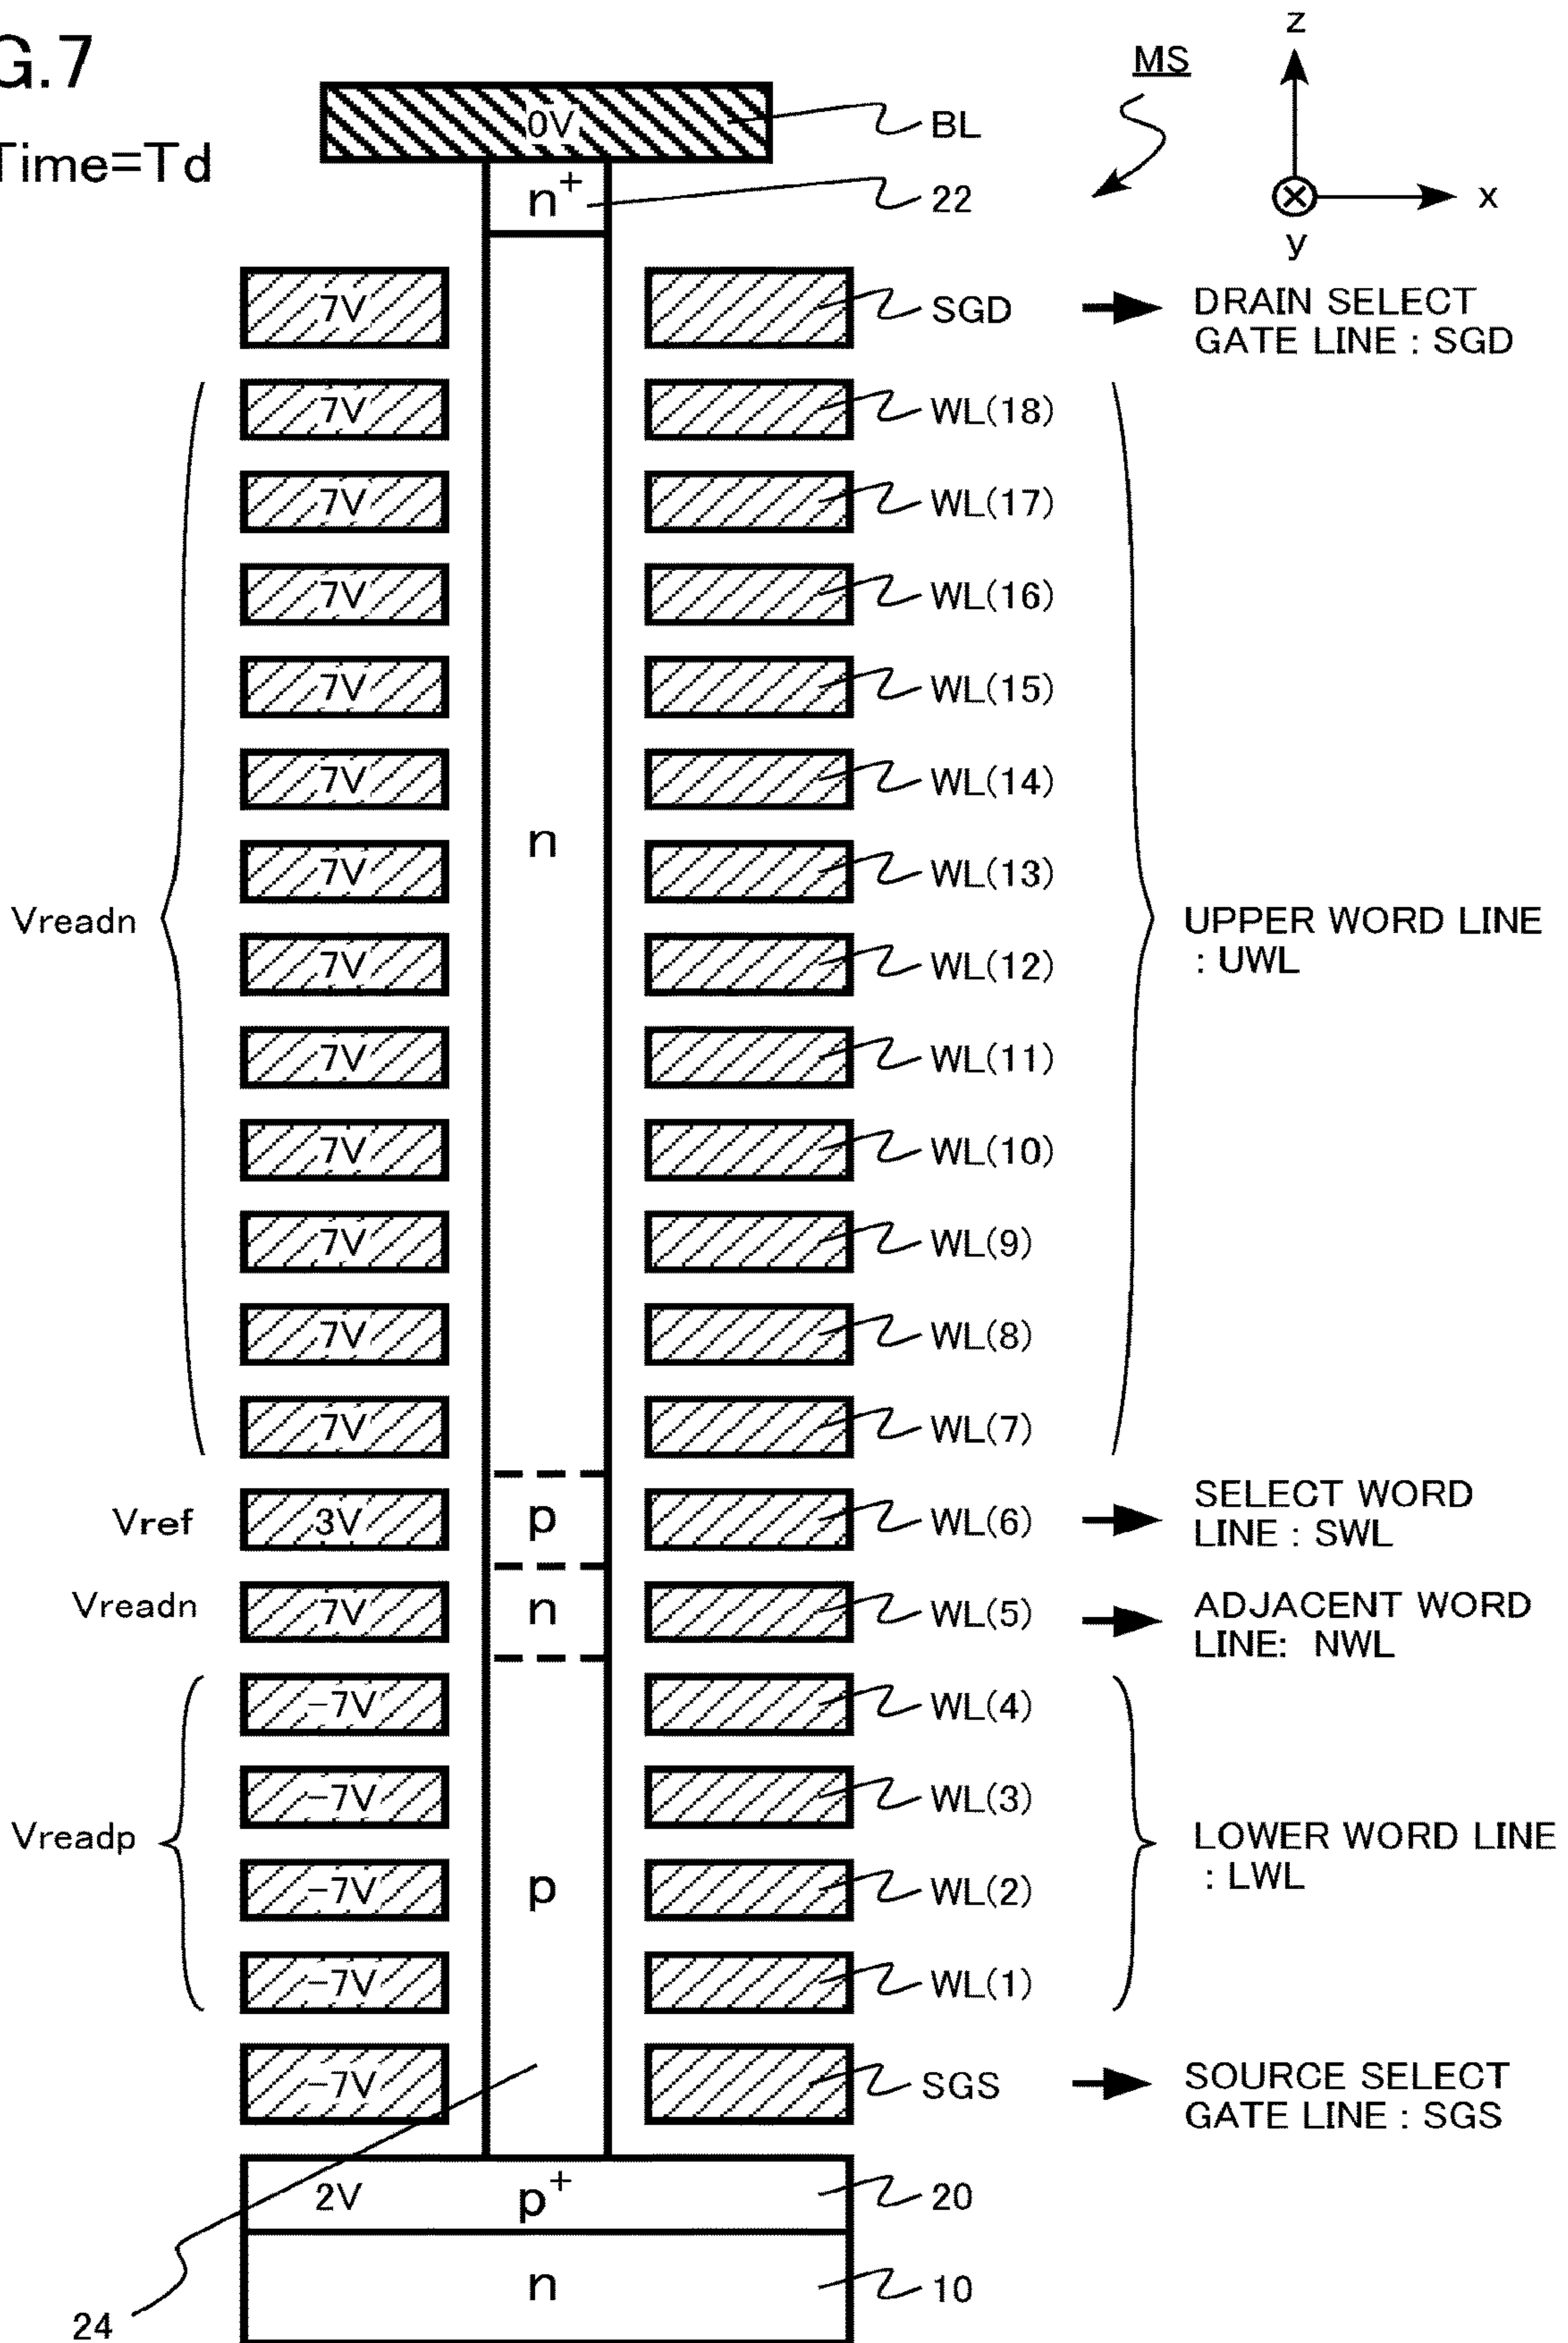 G.7
Time=Td
MS
z
x
y
0V
BL
n+
22
7V
SGD
DRAIN SELECT
GATE LINE : SGD
7V
WL(18)
7V
WL(17)
7V
WL(16)
7V
WL(15)
7V
WL(14)
n
7V
WL(13)
Vreadn
UPPER WORD LINE
: UWL
7V
WL(12)
7V
WL(11)
7V
WL(10)
7V
WL(9)
7V
WL(8)
7V
WL(7)
Vref
3V
p
WL(6)
SELECT WORD
LINE : SWL
Vreadn
7V
n
WL(5)
ADJACENT WORD
LINE: NWL
-7V
WL(4)
-7V
WL(3)
Vreadp
LOWER WORD LINE
: LWL
-7V
p
WL(2)
-7V
WL(1)
-7V
SGS
SOURCE SELECT
GATE LINE : SGS
2V
p+
20
n
10
24